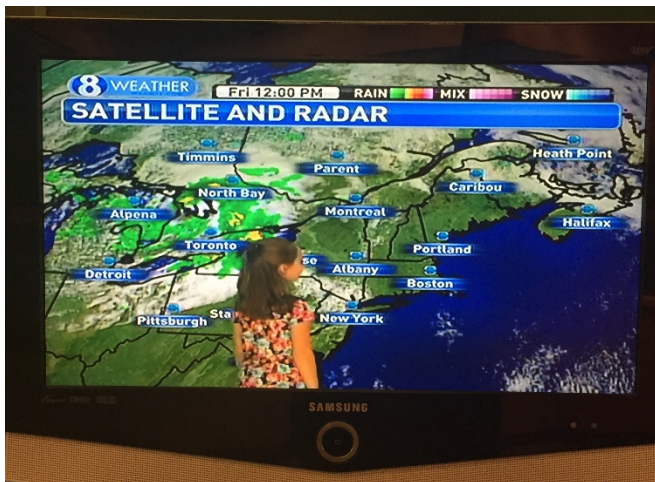 8 WEATHER
Fri 12:00 PM
RAIN MIX SNOW
SATELLITE AND RADAR
Timmins
Parent
Heath Point
North Bay
Caribou
Alpena
Montreal
Halifax
Toronto
Portland
Detroit
se
Albany
Boston
Pittsburgh
Sta
New York
SAMSUNG